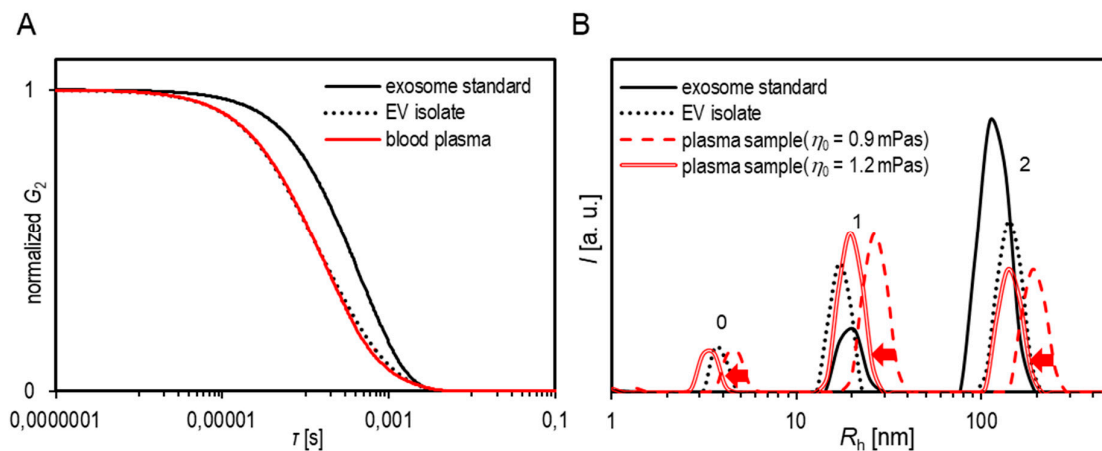 A
1
0
normalized G2
exosome standard
EV isolate
blood plasma
0,0000001
0,00001
0,001
0,1
τ [s]
B
exosome standard
EV isolate
plasma sample(η0 = 0.9 mPas)
plasma sample(η0 = 1.2 mPas)
0
1
2
I [a. u.]
1
10
100
Rh [nm]